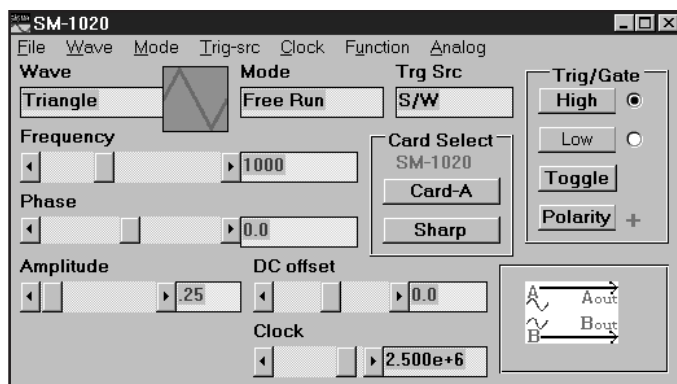 SM-1020
File Wave Mode Trig-src Clock Function Analog
Wave Mode Trg Src Trig/Gate
Triangle Free Run S/W High
Frequency Card Select Low
SM-1020
1000 Card-A Toggle
Phase
0.0 Sharp Polarity +
Amplitude DC offset
.25 0.0
A Aout
B Bout
Clock
2.500e+6